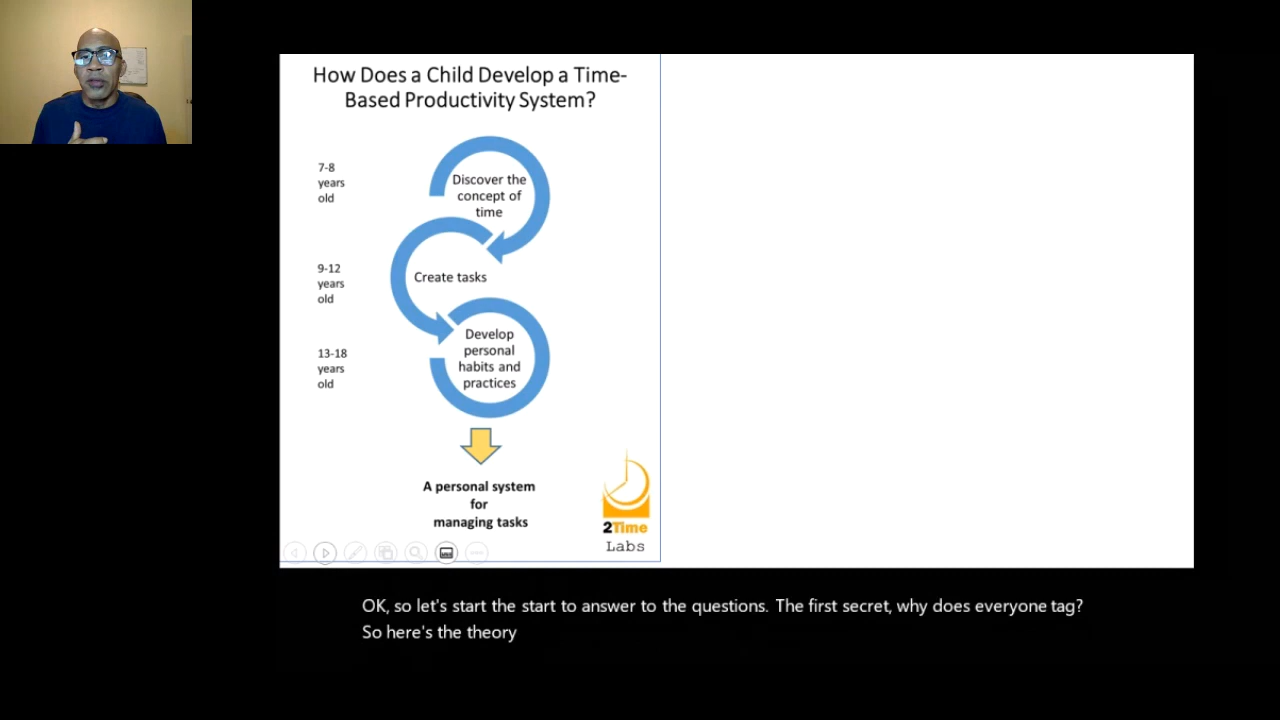 How Does a Child Develop a Time-
Based Productivity System?
7-8
years
old
Discover the
concept of
time
9-12
years
old
Create tasks
13-18
years
old
Develop
personal
habits and
practices
A personal system
for
managing tasks
2Time
Labs
OK, so let's start the start to answer to the questions. The first secret, why does everyone tag?
So here's the theory